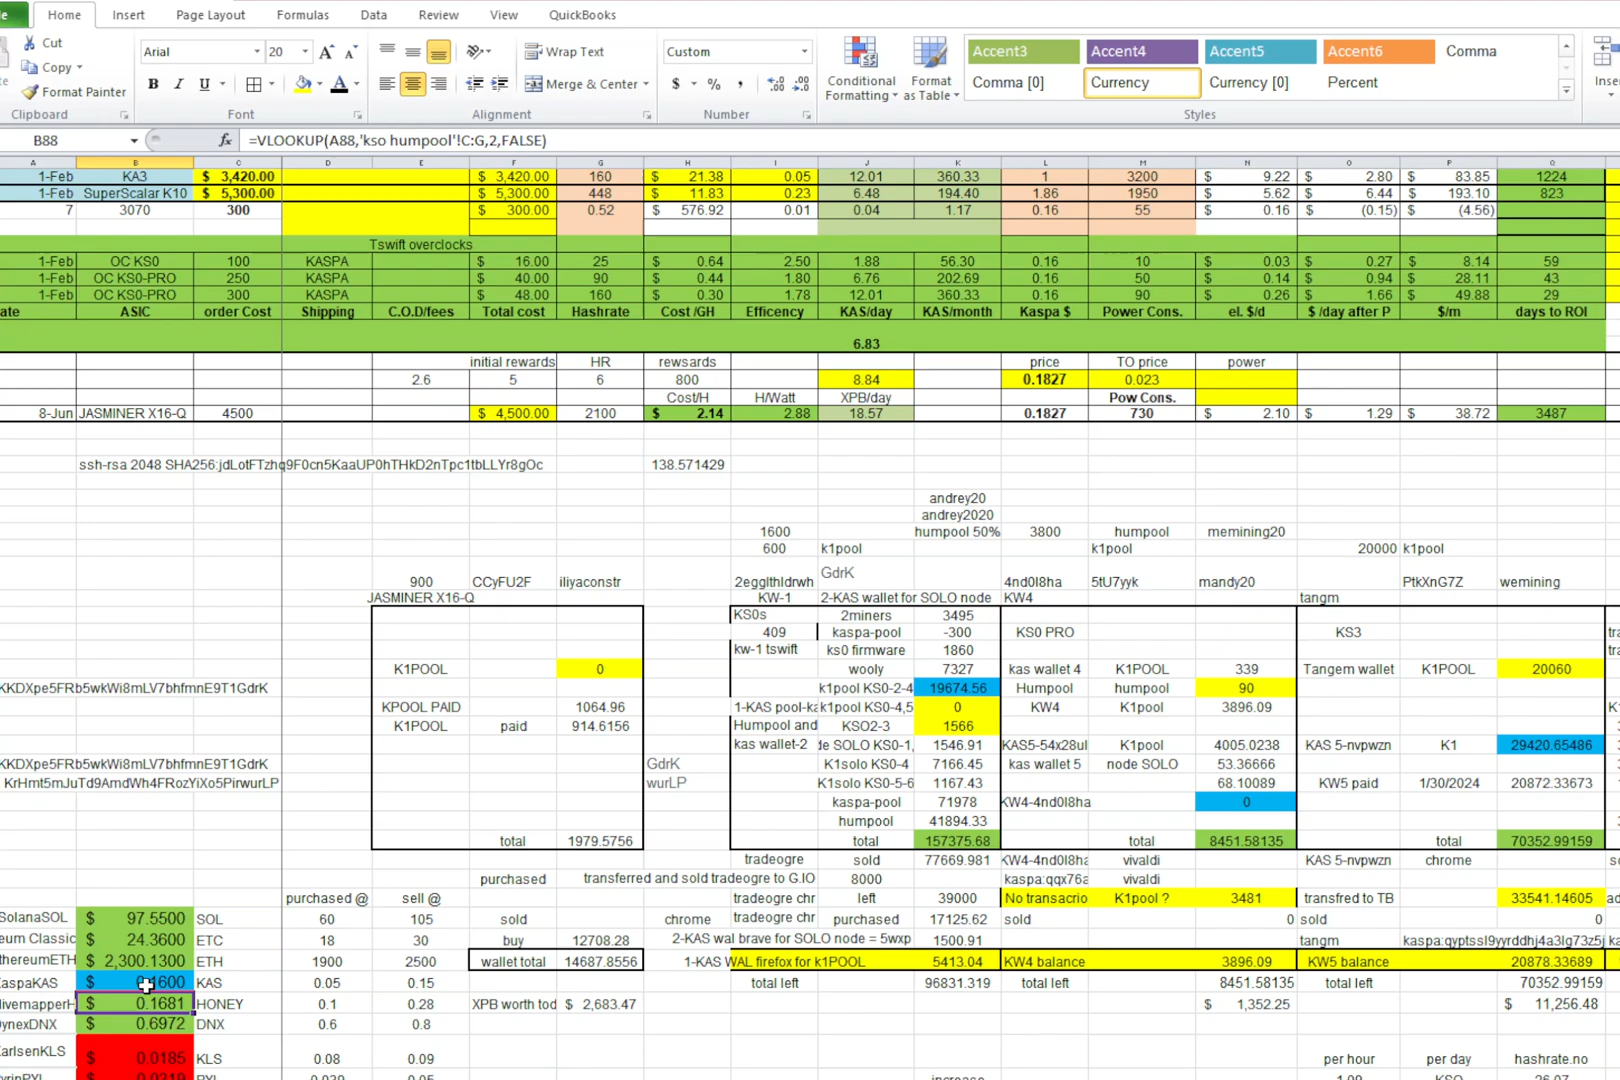 Home Insert Page Layout Formulas Data Review View QuickBooks
Cut
Copy
Format Painter
Clipboard
Arial 20
B I U
Font
Wrap Text
Merge & Center
Alignment
Custom
$ % ,
Number
Conditional Formatting
Format as Table
Accent3 Accent4 Accent5 Accent6 Comma
Comma [0] Currency Currency [0] Percent
Styles
B88 fx =VLOOKUP(A88,'kso humpool'!C:G,2,FALSE)
A B C D E F G H I J K L M N O P Q
1-Feb KA3 $ 3,420.00 $ 3,420.00 160 $ 21.38 0.05 12.01 360.33 1 3200 $ 9.22 $ 2.80 $ 83.85 1224
1-Feb SuperScalar K10 $ 5,300.00 $ 5,300.00 448 $ 11.83 0.23 6.48 194.40 1.86 1950 $ 5.62 $ 6.44 $ 193.10 823
7 3070 300 $ 300.00 0.52 $ 576.92 0.01 0.04 1.17 0.16 55 $ 0.16 $ (0.15) $ (4.56)
Tswift overclocks
1-Feb OC KS0 100 KASPA $ 16.00 25 $ 0.64 2.50 1.88 56.30 0.16 10 $ 0.03 $ 0.27 $ 8.14 59
1-Feb OC KS0-PRO 250 KASPA $ 40.00 90 $ 0.44 1.80 6.76 202.69 0.16 50 $ 0.14 $ 0.94 $ 28.11 43
1-Feb OC KS0-PRO 300 KASPA $ 48.00 160 $ 0.30 1.78 12.01 360.33 0.16 90 $ 0.26 $ 1.66 $ 49.88 29
ate ASIC order Cost Shipping C.O.D/fees Total cost Hashrate Cost /GH Efficency KAS/day KAS/month Kaspa $ Power Cons. el. $/d $ /day after P $/m days to ROI
6.83
initial rewards HR rewsards price TO price power
2.6 5 6 800 8.84 0.1827 0.023
Cost/H H/Watt XPB/day Pow Cons.
8-Jun JASMINER X16-Q 4500 $ 4,500.00 2100 $ 2.14 2.88 18.57 0.1827 730 $ 2.10 $ 1.29 $ 38.72 3487
ssh-rsa 2048 SHA256:jdLotFTzhq9F0cn5KaaUP0hTHkD2nTpc1tbLLYr8gOc 138.571429
andrey20
andrey2020
1600 humpool 50% 3800 humpool memining20
600 k1pool k1pool 20000 k1pool
GdrK
900 CCyFU2F iliyaconstr 2egglthldrwh 4nd0l8ha 5tU7yyk mandy20 PtkXnG7Z wemining
JASMINER X16-Q KW-1 2-KAS wallet for SOLO node KW4 tangm
KS0s 2miners 3495
409 kaspa-pool -300 KS0 PRO KS3
kw-1 tswift ks0 firmware 1860
K1POOL 0 wooly 7327 kas wallet 4 K1POOL 339 Tangem wallet K1POOL 20060
KKDXpe5FRb5wkWi8mLV7bhfmnE9T1GdrK k1pool KS0-2-4 19674.56 Humpool humpool 90
KPOOL PAID 1064.96 1-KAS pool-ka k1pool KS0-4,5 0 KW4 K1pool 3896.09
K1POOL paid 914.6156 Humpool and KSO2-3 1566
kas wallet-2 de SOLO KS0-1, 1546.91 KAS5-54x28ul K1pool 4005.0238 KAS 5-nvpwzn K1 29420.65486
KKDXpe5FRb5wkWi8mLV7bhfmnE9T1GdrK GdrK K1solo KS0-4 7166.45 kas wallet 5 node SOLO 53.36666
KrHmt5mJuTd9AmdWh4FRozYiXo5PirwurLP wurLP K1solo KS0-5-6 1167.43 68.10089 KW5 paid 1/30/2024 20872.33673
kaspa-pool 71978 KW4-4nd0l8ha 0
humpool 41894.33
total 1979.5756 total 157375.68 total 8451.58135 total 70352.99159
tradeogre sold 77669.981 KW4-4nd0l8ha vivaldi KAS 5-nvpwzn chrome
purchased transferred and sold tradeogre to G.IO 8000 kaspa:qqx76a vivaldi
purchased @ sell @ tradeogre chr left 39000 No transacrio K1pool ? 3481 transfred to TB 33541.14605
SolanaSOL $ 97.5500 SOL 60 105 sold chrome tradeogre chr purchased 17125.62 sold 0 sold 0
eum Classic $ 24.3600 ETC 18 30 buy 12708.28 2-KAS wal brave for SOLO node = 5wxp 1500.91 tangm kaspa:qyptssl9yyrddhj4a3lg73z5j
thereumETH $ 2,300.1300 ETH 1900 2500 wallet total 14687.8556 1-KAS WAL firefox for k1POOL 5413.04 KW4 balance 3896.09 KW5 balance 20878.33689
aspaKAS $ 1600 KAS 0.05 0.15 total left 96831.319 8451.58135 total left 70352.99159
ivemapperH $ 0.1681 HONEY 0.1 0.28 XPB worth tod $ 2,683.47 $ 1,352.25 $ 11,256.48
ynexDNX $ 0.6972 DNX 0.6 0.8
arlsenKLS $ 0.0185 KLS 0.08 0.09 per hour per day hashrate.no